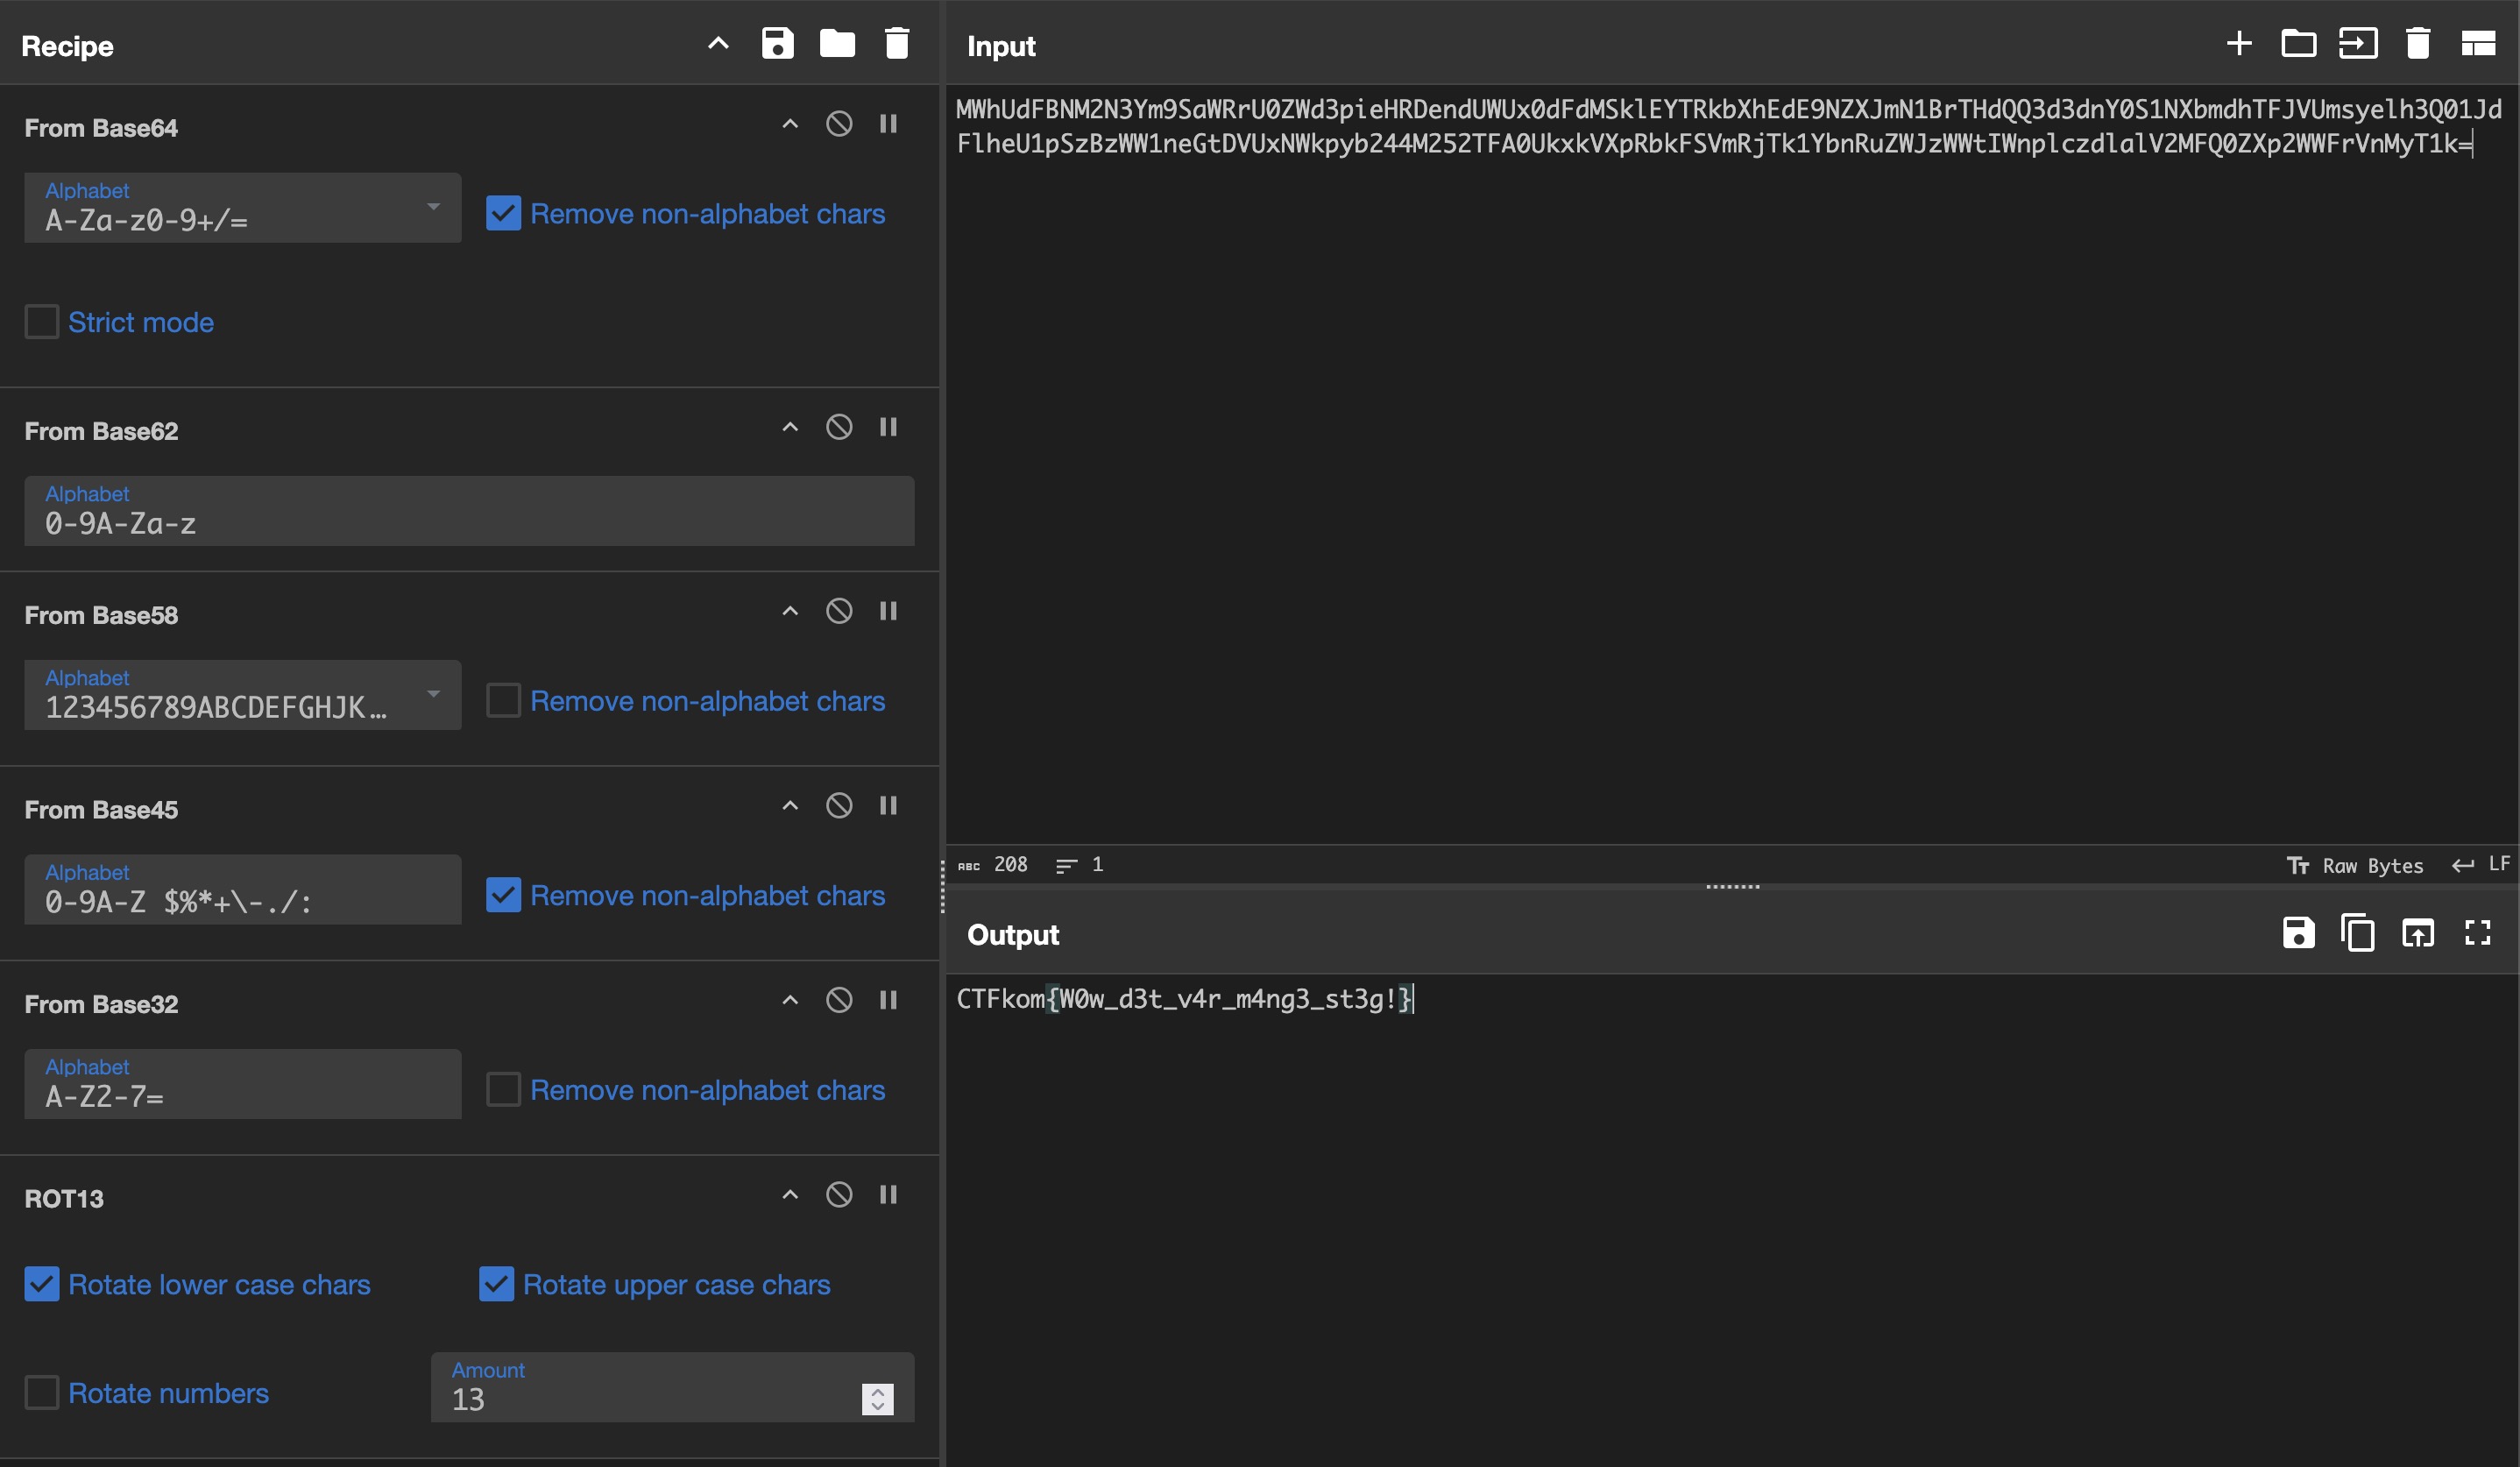 Recipe
From Base64
Alphabet
A-Za-z0-9+/=
Remove non-alphabet chars
Strict mode
From Base62
Alphabet
0-9A-Za-z
From Base58
Alphabet
123456789ABCDEFGHJK…
Remove non-alphabet chars
From Base45
Alphabet
0-9A-Z $%*+\-./:
Remove non-alphabet chars
From Base32
Alphabet
A-Z2-7=
Remove non-alphabet chars
ROT13
Rotate lower case chars
Rotate upper case chars
Rotate numbers
Amount
13
Input
MWhUdFBNM2N3Ym9SaWRrU0ZWd3pieHRDendUWUx0dFdMSklEYTRkbXhEdE9NZXJmN1BrTHdQQ3d3dnY0S1NXbmdhTFJVUmsyelh3Q01Jd
FlheU1pSzBzWW1neGtDVUxNWkpyb244M252TFA0UkxkVXpRbkFSVmRjTk1YbnRuZWJzWWtIWnplczdlalV2MFQ0ZXp2WWFrVnMyT1k=
ABC 208 1
Tт Raw Bytes LF
Output
CTFkom{W0w_d3t_v4r_m4ng3_st3g!}